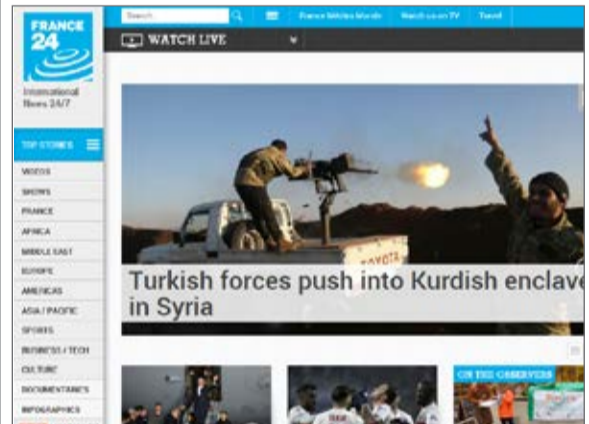 Search
France 24 Observers
Watch us on TV
Travel
FRANCE
24
WATCH LIVE
International
News 24/7
TOP STORIES
VIDEOS
SHOWS
FRANCE
AFRICA
MIDDLE EAST
EUROPE
AMERICAS
ASIA / PACIFIC
SPORTS
BUSINESS / TECH
CULTURE
DOCUMENTARIES
INFOGRAPHICS
TOYOTA
Turkish forces push into Kurdish enclave
in Syria
ON THE OBSERVERS